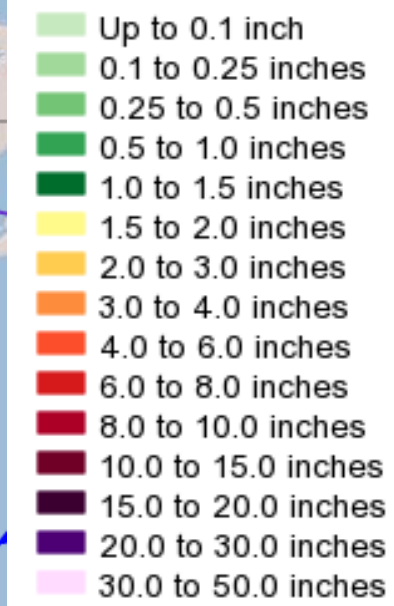 Up to 0.1 inch
0.1 to 0.25 inches
0.25 to 0.5 inches
0.5 to 1.0 inches
1.0 to 1.5 inches
1.5 to 2.0 inches
2.0 to 3.0 inches
3.0 to 4.0 inches
4.0 to 6.0 inches
6.0 to 8.0 inches
8.0 to 10.0 inches
10.0 to 15.0 inches
15.0 to 20.0 inches
20.0 to 30.0 inches
30.0 to 50.0 inches